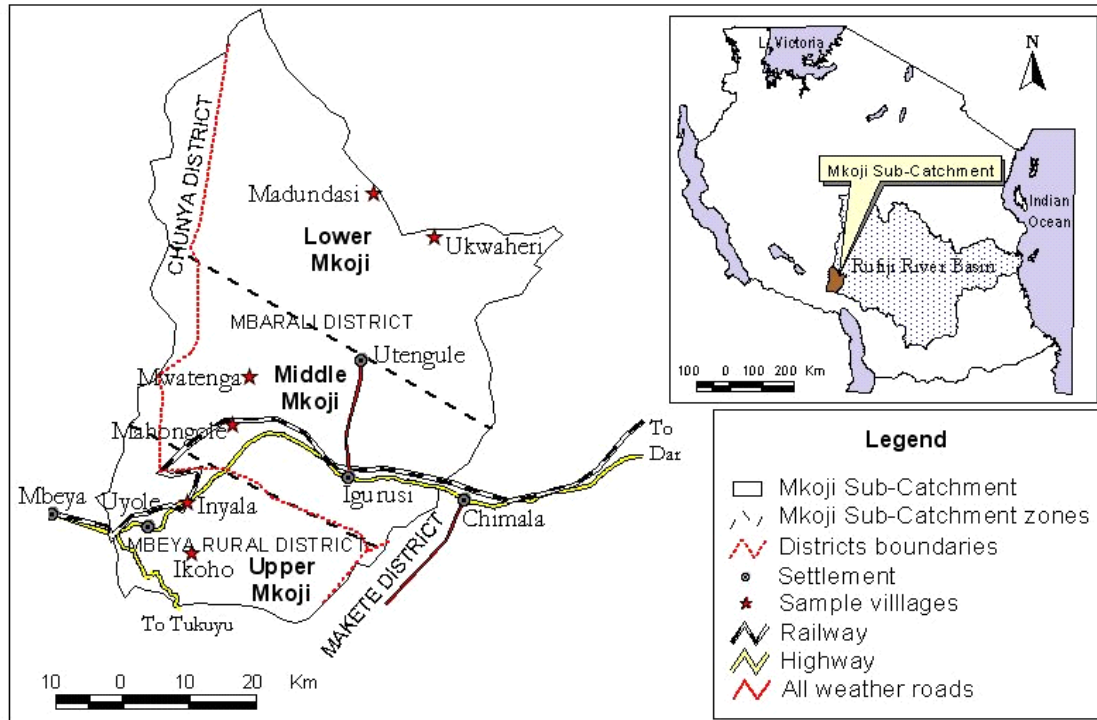 CHUNYA DISTRICT
Madundasi
Lower
Mkoji
Ukwaheri
MBARALI DISTRICT
Utengule
Mwatenga
Middle
Mkoji
Mahongole
To
Dar
Igurusi
Chimala
Mbeya
Uyole
Inyala
MBEYA RURAL DISTRICT
Ikoho
Upper
Mkoji
MAKETE DISTRICT
To Tukuyu
10 0 10 20 Km
L. Victoria
N
Mkoji Sub-Catchment
Indian
Ocean
Rufiji River Basin
100 0 100 200 Km
Legend
Mkoji Sub-Catchment
Mkoji Sub-Catchment zones
Districts boundaries
Settlement
Sample villlages
Railway
Highway
All weather roads